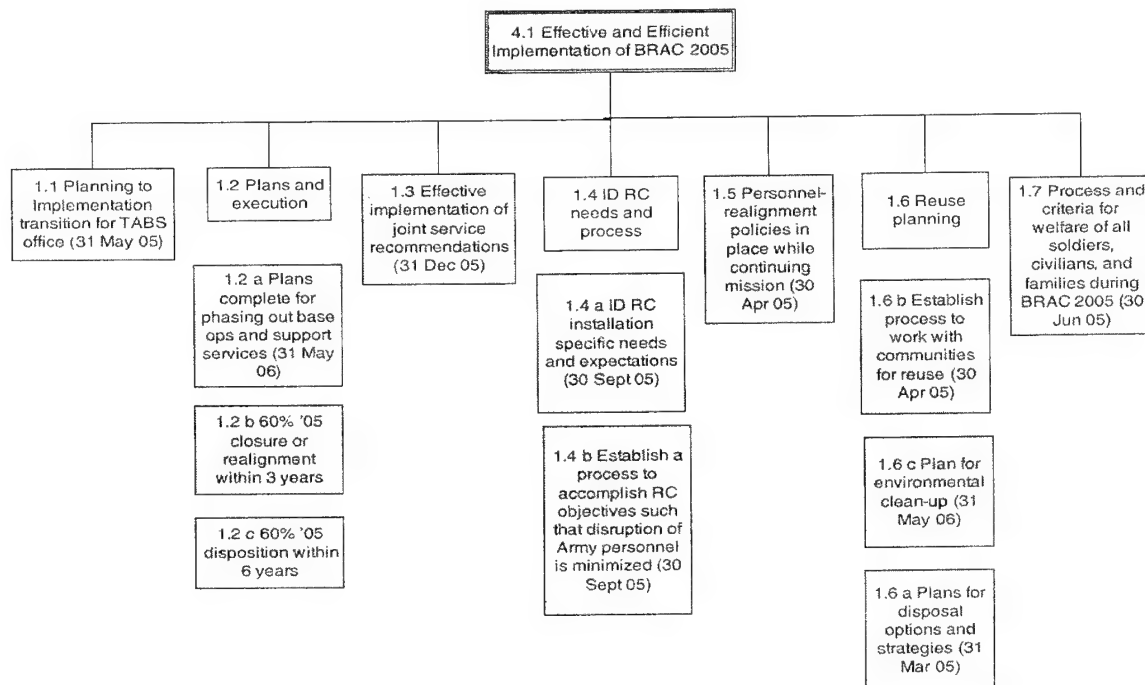 4.1 Effective and Efficient
Implementation of BRAC 2005
1.1 Planning to
Implementation
transition for TABS
office (31 May 05)
1.2 Plans and
execution
1.2 a Plans
complete for
phasing out base
ops and support
services (31 May
06)
1.2 b 60% '05
closure or
realignment
within 3 years
1.2 c 60% '05
disposition within
6 years
1.3 Effective
implementation of
joint service
recommendations
(31 Dec 05)
1.4 ID RC
needs and
process
1.4 a ID RC
installation
specific needs
and expectations
(30 Sept 05)
1.4 b Establish a
process to
accomplish RC
objectives such
that disruption of
Army personnel
is minimized (30
Sept 05)
1.5 Personnel-
realignment
policies in
place while
continuing
mission (30
Apr 05)
1.6 Reuse
planning
1.6 b Establish
process to
work with
communities
for reuse (30
Apr 05)
1.6 c Plan for
environmental
clean-up (31
May 06)
1.6 a Plans for
disposal
options and
strategies (31
Mar 05)
1.7 Process and
criteria for
welfare of all
soldiers,
civilians, and
families during
BRAC 2005 (30
Jun 05)